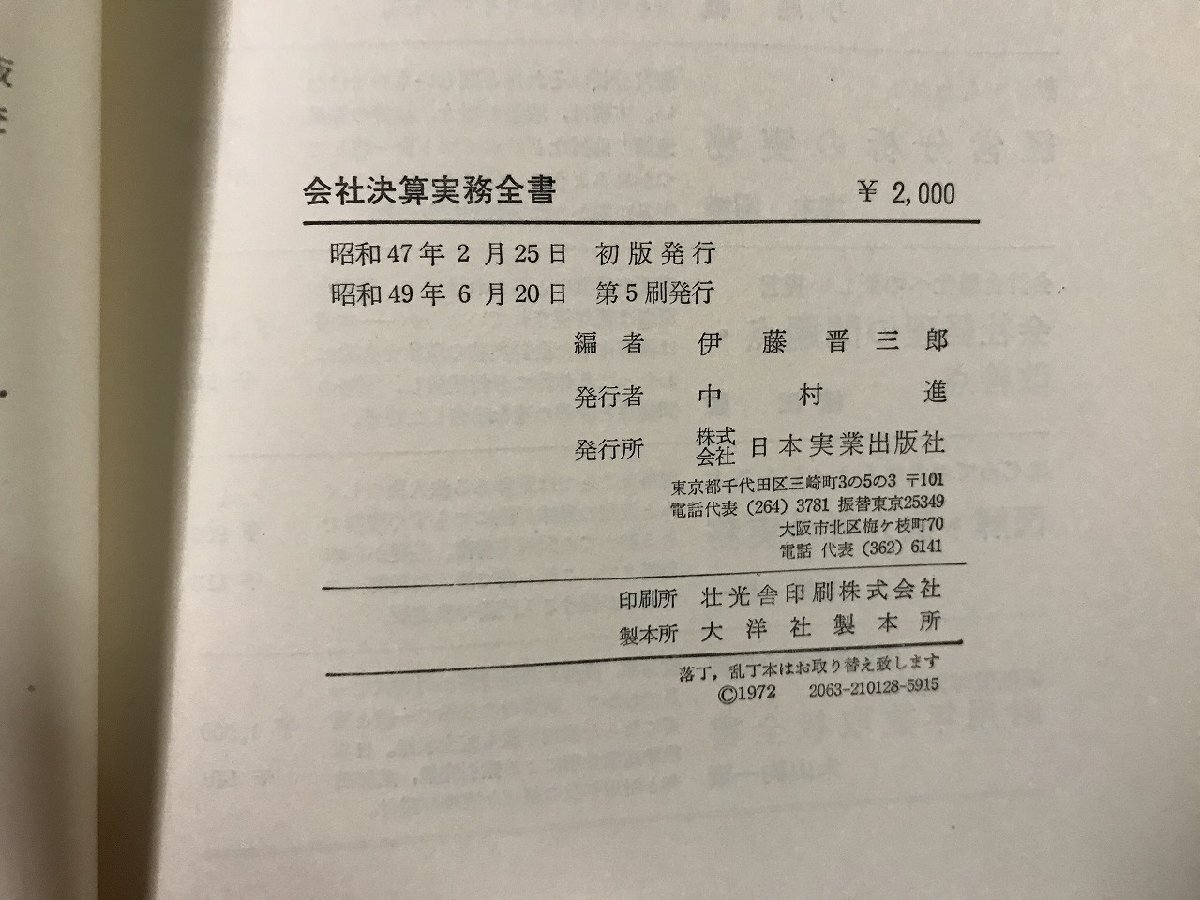 会社決算実務全書 ¥ 2,000
昭和47年2月25日 初版発行
昭和49年6月20日 第5刷発行
編者 伊藤晋三郎
発行者 中村進
発行所 株式会社 日本実業出版社
東京都千代田区三崎町3の5の3 〒101
電話代表 (264) 3781 振替東京25349
大阪市北区梅ケ枝町70
電話 代表 (362) 6141
印刷所 壮光舎印刷株式会社
製本所 大洋社製本所
落丁,乱丁本はお取り替え致します
©1972 2063-210128-5915